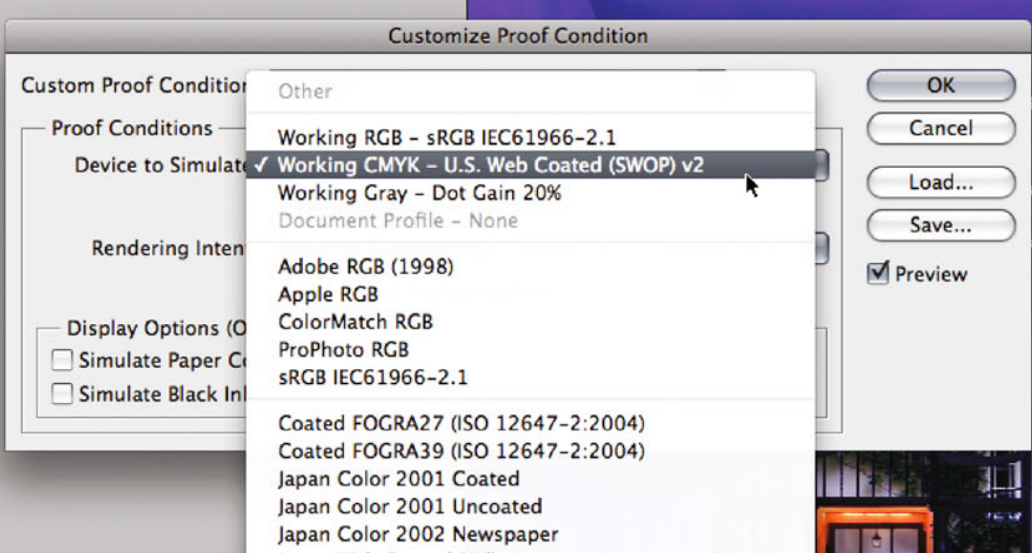 Customize Proof Condition
Custom Proof Condition
Other
OK
Proof Conditions
Working RGB – sRGB IEC61966-2.1
Cancel
Device to Simulate
✓ Working CMYK – U.S. Web Coated (SWOP) v2
Load...
Working Gray – Dot Gain 20%
Document Profile – None
Save...
Rendering Inten
Adobe RGB (1998)
Preview
Apple RGB
ColorMatch RGB
Display Options (O
ProPhoto RGB
Simulate Paper Co
sRGB IEC61966-2.1
Simulate Black Inl
Coated FOGRA27 (ISO 12647-2:2004)
Coated FOGRA39 (ISO 12647-2:2004)
Japan Color 2001 Coated
Japan Color 2001 Uncoated
Japan Color 2002 Newspaper